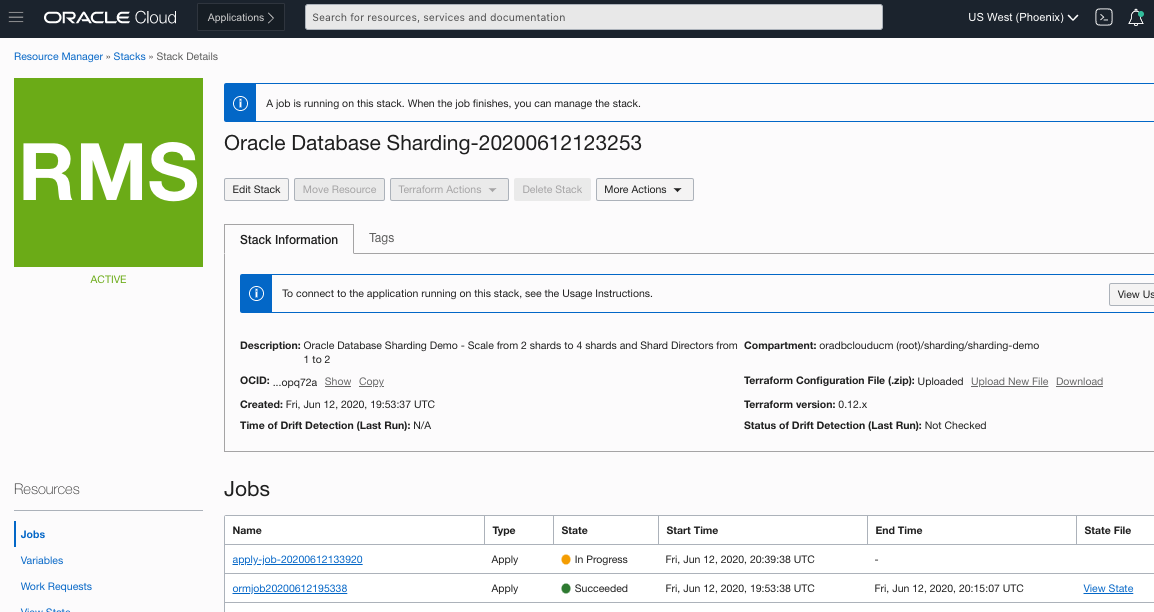 ORACLE Cloud
Applications
Search for resources, services and documentation
US West (Phoenix)
Resource Manager » Stacks » Stack Details
RMS
ACTIVE
A job is running on this stack. When the job finishes, you can manage the stack.
Oracle Database Sharding-20200612123253
Edit Stack Move Resource Terraform Actions Delete Stack More Actions
Stack Information Tags
To connect to the application running on this stack, see the Usage Instructions. View Us
Description: Oracle Database Sharding Demo - Scale from 2 shards to 4 shards and Shard Directors from
1 to 2
Compartment: oradbclouducm (root)/sharding/sharding-demo
OCID: ...opq72a Show Copy
Terraform Configuration File (.zip): Uploaded Upload New File Download
Created: Fri, Jun 12, 2020, 19:53:37 UTC
Terraform version: 0.12.x
Time of Drift Detection (Last Run): N/A
Status of Drift Detection (Last Run): Not Checked
Resources
Jobs
Variables
Work Requests
View State
Jobs
Name Type State Start Time End Time State File
apply-job-20200612133920 Apply In Progress Fri, Jun 12, 2020, 20:39:38 UTC -
ormjob20200612195338 Apply Succeeded Fri, Jun 12, 2020, 19:53:38 UTC Fri, Jun 12, 2020, 20:15:07 UTC View State